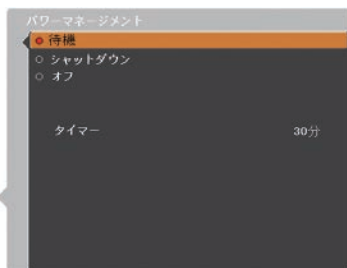 パワーマネージメント
待機
シャットダウン
オフ
タイマー 30分